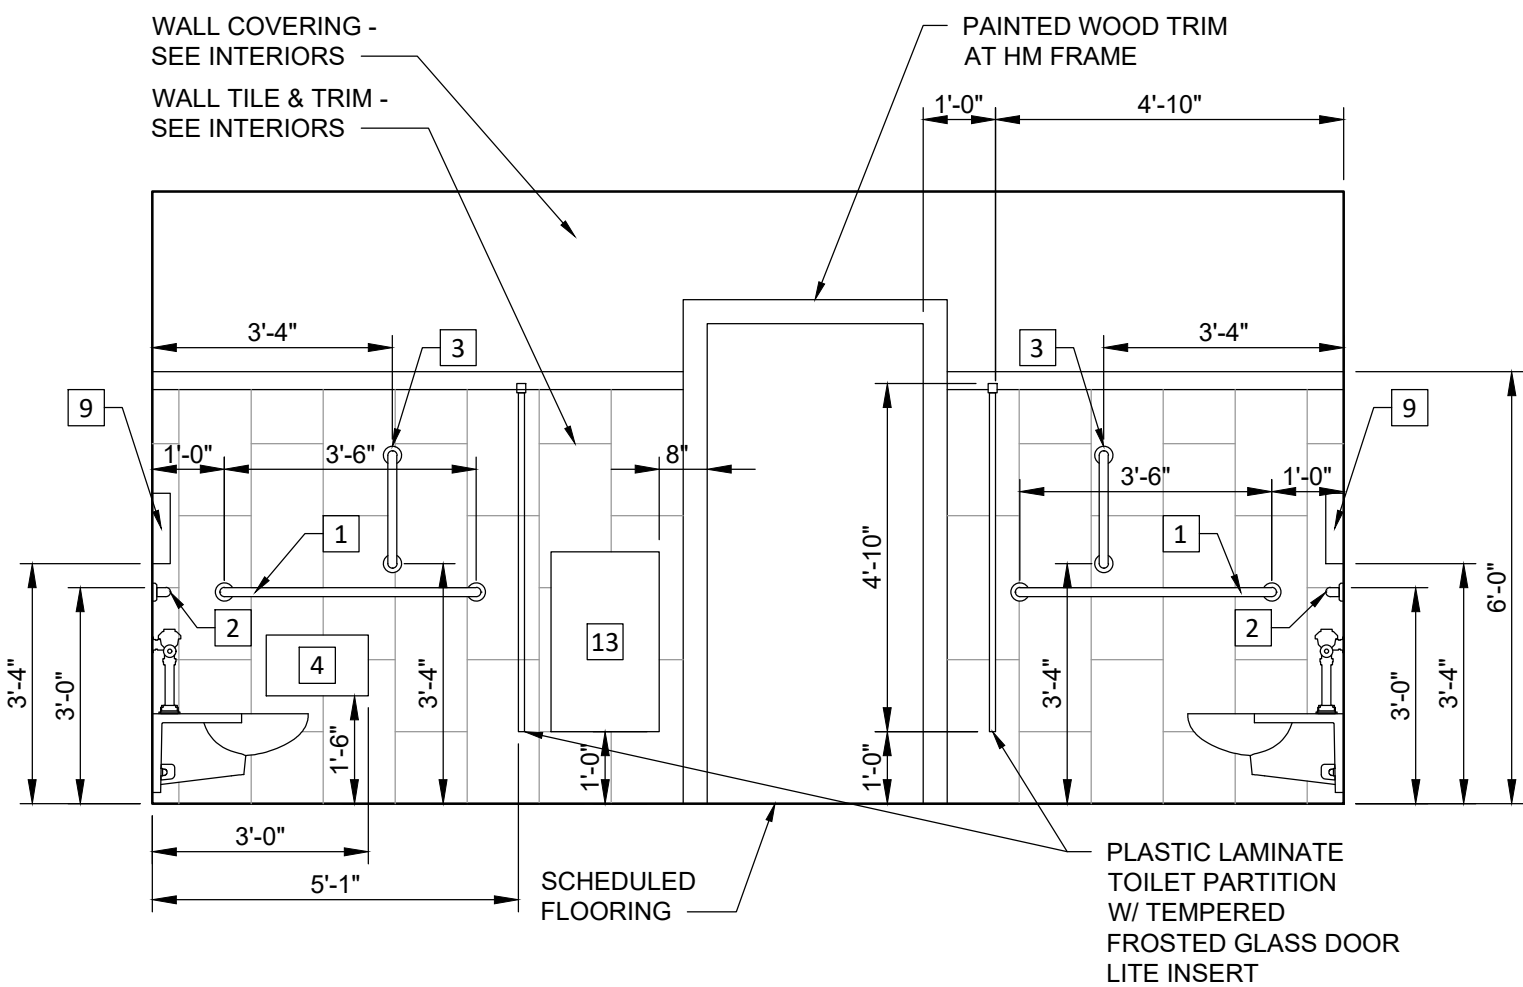 WALL COVERING -
SEE INTERIORS
WALL TILE & TRIM -
SEE INTERIORS
PAINTED WOOD TRIM
AT HM FRAME
1'-0"
4'-10"
3'-4"
3
3
3'-4"
9
9
1'-0"
3'-6"
8"
3'-6"
1'-0"
1
1
4'-10"
6'-0"
2
13
2
4
3'-4"
3'-0"
3'-4"
1'-6"
1'-0"
1'-0"
3'-4"
3'-0"
3'-4"
3'-0"
5'-1"
SCHEDULED
FLOORING
PLASTIC LAMINATE
TOILET PARTITION
W/ TEMPERED
FROSTED GLASS DOOR
LITE INSERT